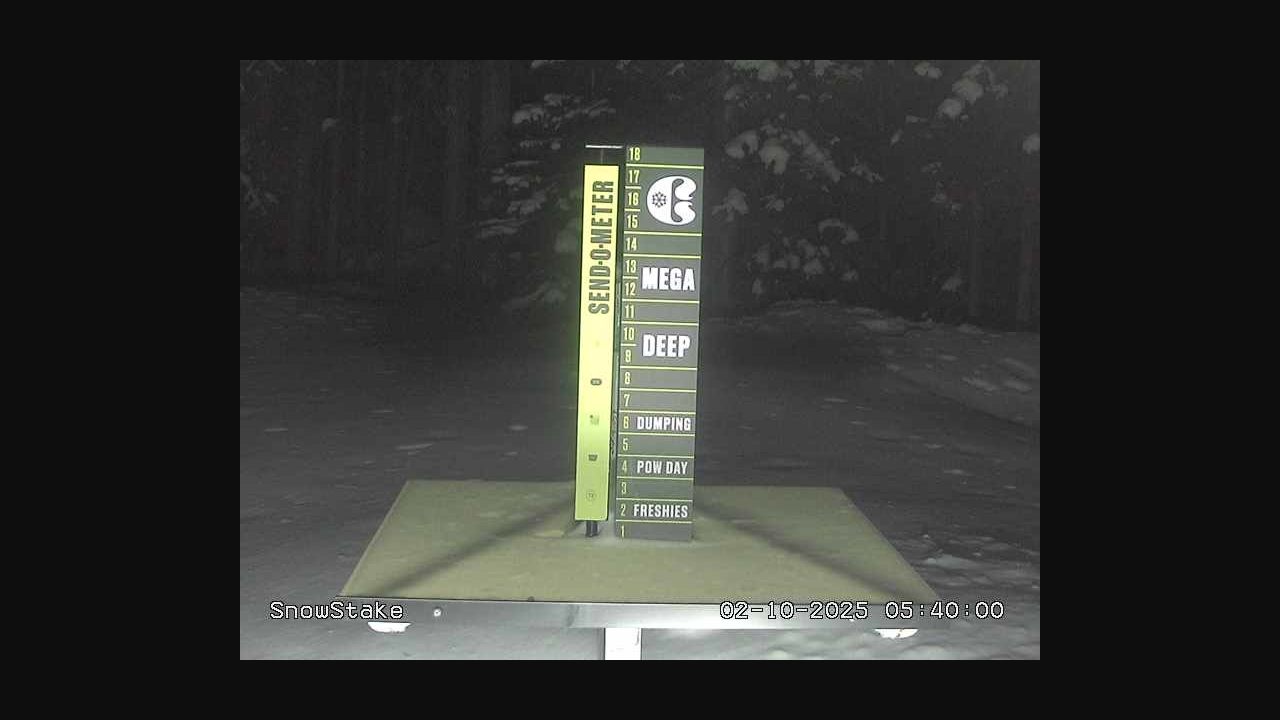 SEND-O-METER
18
17
16
15
14
13
12 MEGA
11
10
9 DEEP
8
7
6 DUMPING
5
4 POW DAY
3
2 FRESHIES
1
SnowStake
02-10-2025 05:40:00